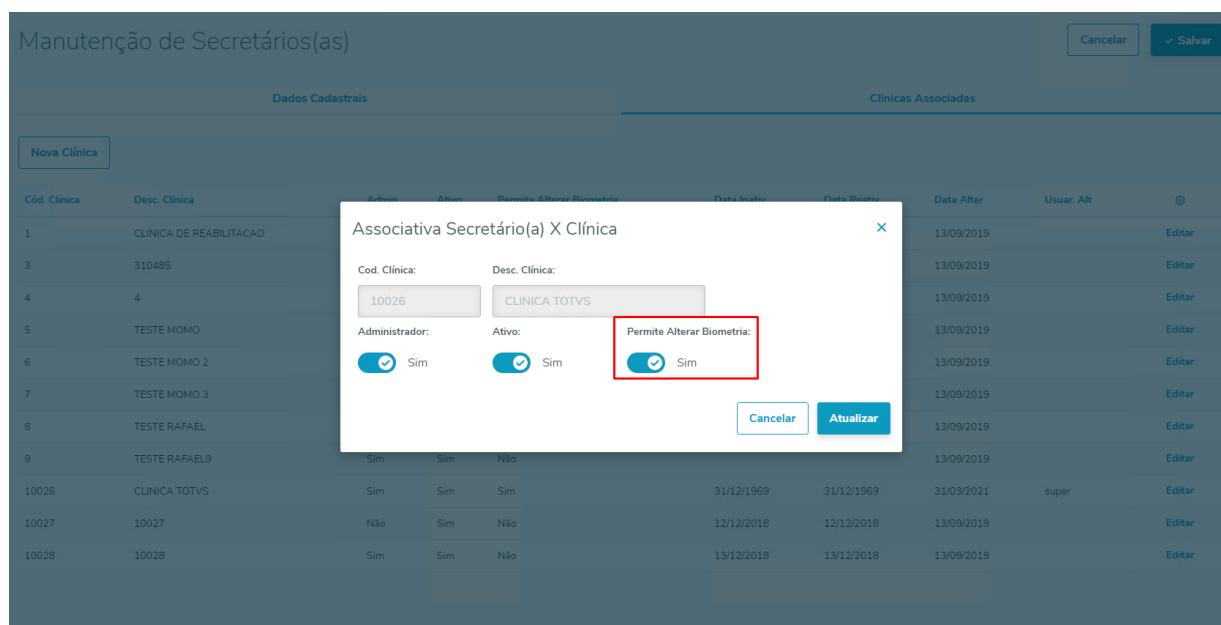 Manutenção de Secretários(as)
Cancelar
Salvar
Dados Cadastrais
Clínicas Associadas
Nova Clínica
Cód. Clínica Desc. Clínica Admin Ativo Permite Alterar Biometria Data Inativ Data Reativ Data Alter Usuar. Alt
Associativa Secretário(a) X Clínica
Cod. Clínica: Desc. Clínica:
10026 CLINICA TOTVS
Administrador: Ativo: Permite Alterar Biometria:
Sim Sim Sim
Cancelar Atualizar
1 CLINICA DE REABILITACAO 13/09/2019 Editar
3 310485 13/09/2019 Editar
4 4 13/09/2019 Editar
5 TESTE MOMO 13/09/2019 Editar
6 TESTE MOMO 2 13/09/2019 Editar
7 TESTE MOMO 3 13/09/2019 Editar
8 TESTE RAFAEL 13/09/2019 Editar
9 TESTE RAFAEL9 Sim Sim Não 13/09/2019 Editar
10026 CLINICA TOTVS Sim Sim Sim 31/12/1969 31/12/1969 31/03/2021 super Editar
10027 10027 Não Sim Não 12/12/2018 12/12/2018 13/09/2019 Editar
10028 10028 Sim Sim Não 13/12/2018 13/12/2018 13/09/2019 Editar